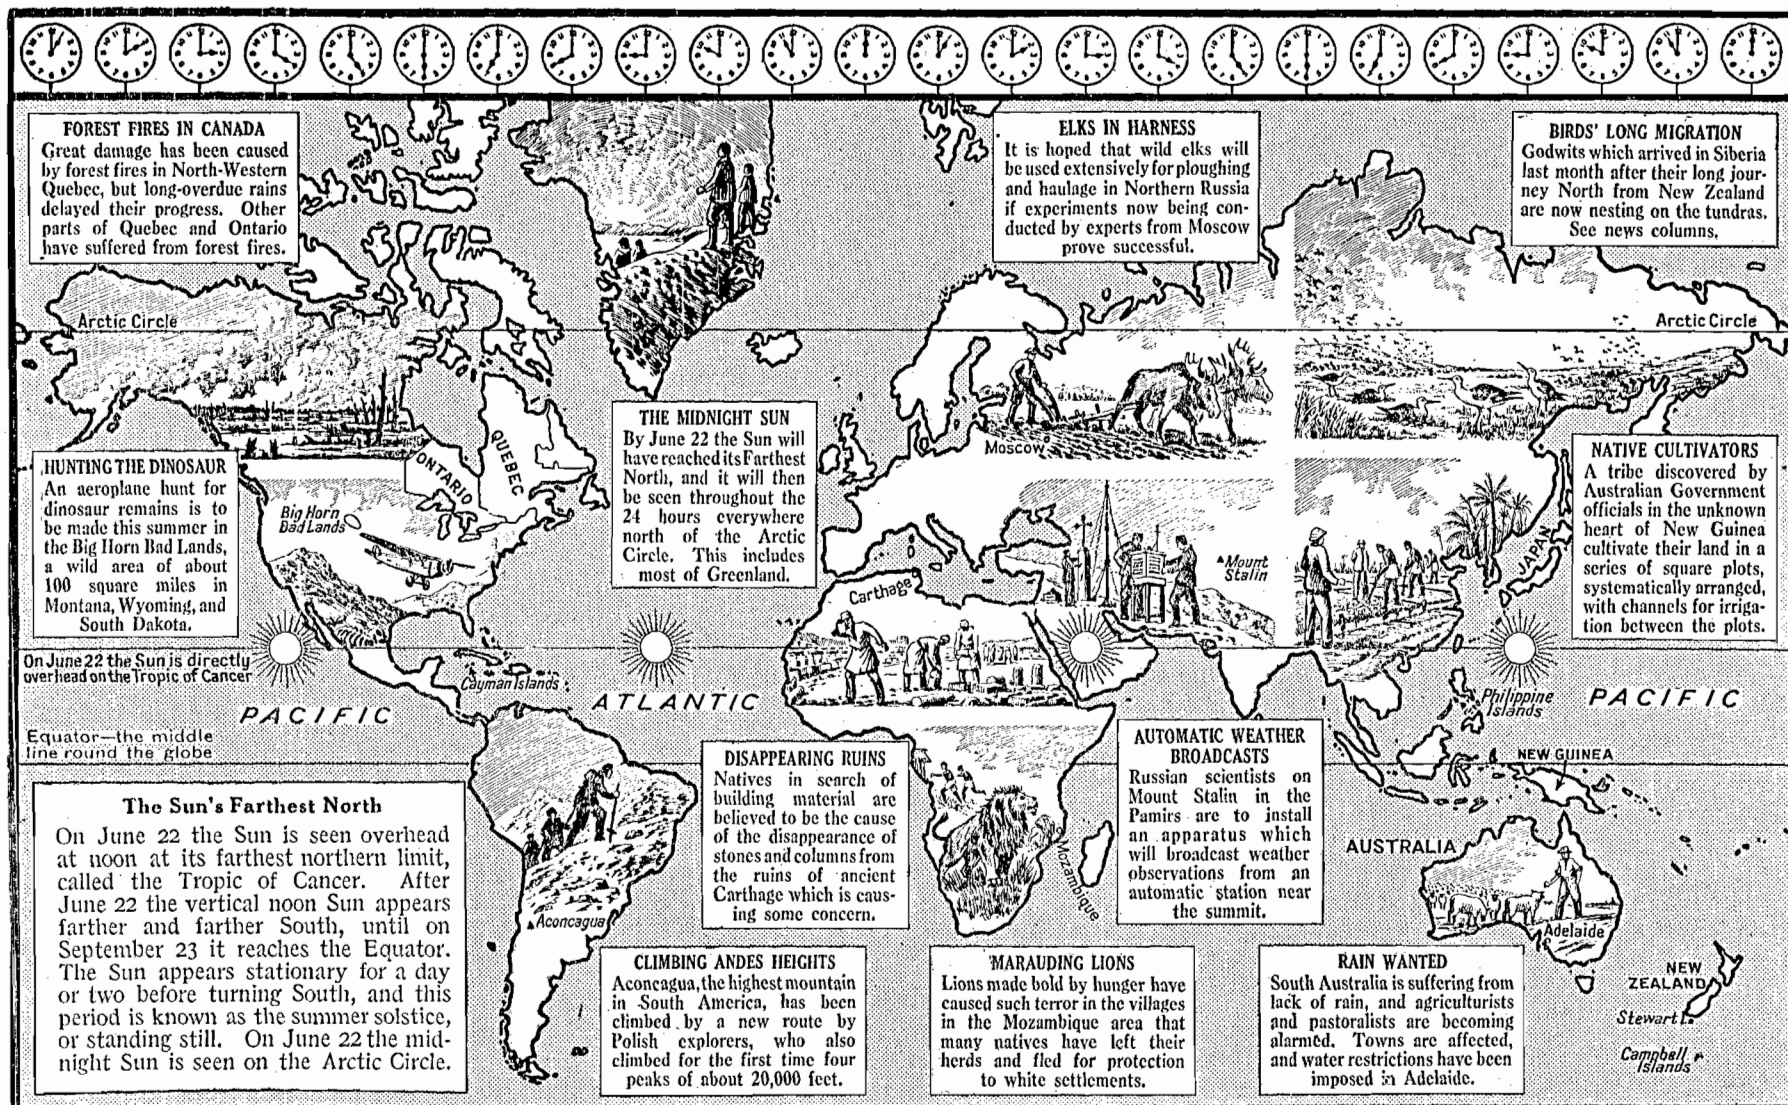 FOREST FIRES IN CANADA
Great damage has been caused
by forest fires in North-Western
Quebec, but long-overdue rains
delayed their progress. Other
parts of Quebec and Ontario
have suffered from forest fires.
ELKS IN HARNESS
It is hoped that wild elks will
be used extensively for ploughing
and haulage in Northern Russia
if experiments now being con-
ducted by experts from Moscow
prove successful.
BIRDS' LONG MIGRATION
Godwits which arrived in Siberia
last month after their long jour-
ney North from New Zealand
are now nesting on the tundras.
See news columns.
Arctic Circle
Arctic Circle
THE MIDNIGHT SUN
By June 22 the Sun will
have reached its Farthest
North, and it will then
be seen throughout the
24 hours everywhere
north of the Arctic
Circle. This includes
most of Greenland.
Moscow
QUEBEC
ONTARIO
HUNTING THE DINOSAUR
An aeroplane hunt for
dinosaur remains is to
be made this summer in
the Big Horn Bad Lands,
a wild area of about
100 square miles in
Montana, Wyoming, and
South Dakota.
Big Horn
Bad Lands
NATIVE CULTIVATORS
A tribe discovered by
Australian Government
officials in the unknown
heart of New Guinea
cultivate their land in a
series of square plots,
systematically arranged,
with channels for irriga-
tion between the plots.
Mount
Stalin
JAPAN
Carthage
On June 22 the Sun is directly
overhead on the Tropic of Cancer
Cayman Islands
PACIFIC
ATLANTIC
Philippine
Islands
PACIFIC
Equator—the middle
line round the globe
DISAPPEARING RUINS
Natives in search of
building material are
believed to be the cause
of the disappearance of
stones and columns from
the ruins of ancient
Carthage which is caus-
ing some concern.
AUTOMATIC WEATHER
BROADCASTS
Russian scientists on
Mount Stalin in the
Pamirs are to install
an apparatus which
will broadcast weather
observations from an
automatic station near
the summit.
NEW GUINEA
The Sun's Farthest North
On June 22 the Sun is seen overhead
at noon at its farthest northern limit,
called the Tropic of Cancer. After
June 22 the vertical noon Sun appears
farther and farther South, until on
September 23 it reaches the Equator.
The Sun appears stationary for a day
or two before turning South, and this
period is known as the summer solstice,
or standing still. On June 22 the mid-
night Sun is seen on the Arctic Circle.
Mozambique
AUSTRALIA
Aconcagua
Adelaide
CLIMBING ANDES HEIGHTS
Aconcagua, the highest mountain
in South America, has been
climbed by a new route by
Polish explorers, who also
climbed for the first time four
peaks of about 20,000 feet.
MARAUDING LIONS
Lions made bold by hunger have
caused such terror in the villages
in the Mozambique area that
many natives have left their
herds and fled for protection
to white settlements.
RAIN WANTED
South Australia is suffering from
lack of rain, and agriculturists
and pastoralists are becoming
alarmed. Towns are affected,
and water restrictions have been
imposed in Adelaide.
NEW
ZEALAND
Stewart I.
Campbell
Islands